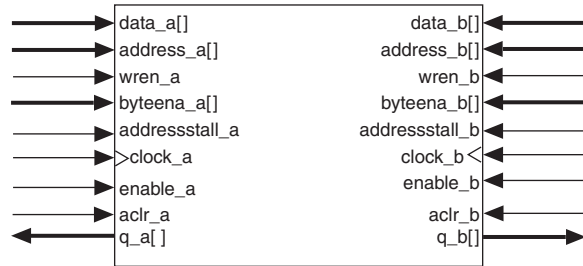 data_a[] data_b[]
address_a[] address_b[]
wren_a wren_b
byteena_a[] byteena_b[]
addressstall_a addressstall_b
clock_a clock_b
enable_a enable_b
aclr_a aclr_b
q_a[ ] q_b[]